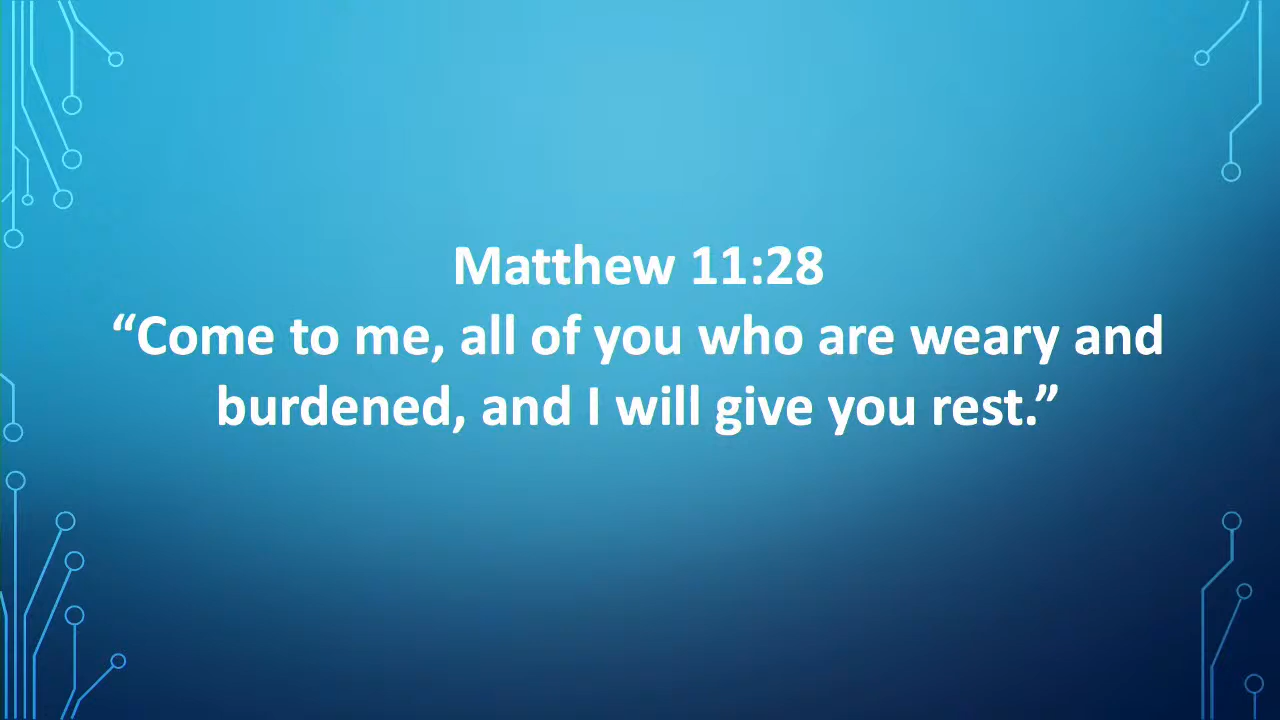 Matthew 11:28
“Come to me, all of you who are weary and
burdened, and I will give you rest.”